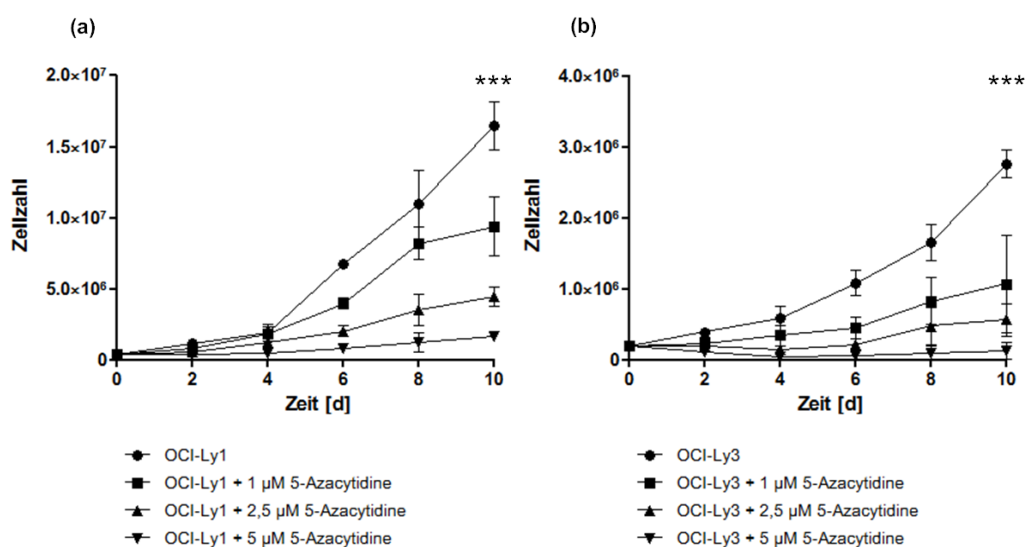 (a)
(b)
***
***
2.0×10⁷
1.5×10⁷
1.0×10⁷
5.0×10⁶
0
Zellzahl
0 2 4 6 8 10
Zeit [d]
4.0×10⁶
3.0×10⁶
2.0×10⁶
1.0×10⁶
0
Zellzahl
0 2 4 6 8 10
Zeit [d]
OCI-Ly1
OCI-Ly1 + 1 µM 5-Azacytidine
OCI-Ly1 + 2,5 µM 5-Azacytidine
OCI-Ly1 + 5 µM 5-Azacytidine
OCI-Ly3
OCI-Ly3 + 1 µM 5-Azacytidine
OCI-Ly3 + 2,5 µM 5-Azacytidine
OCI-Ly3 + 5 µM 5-Azacytidine